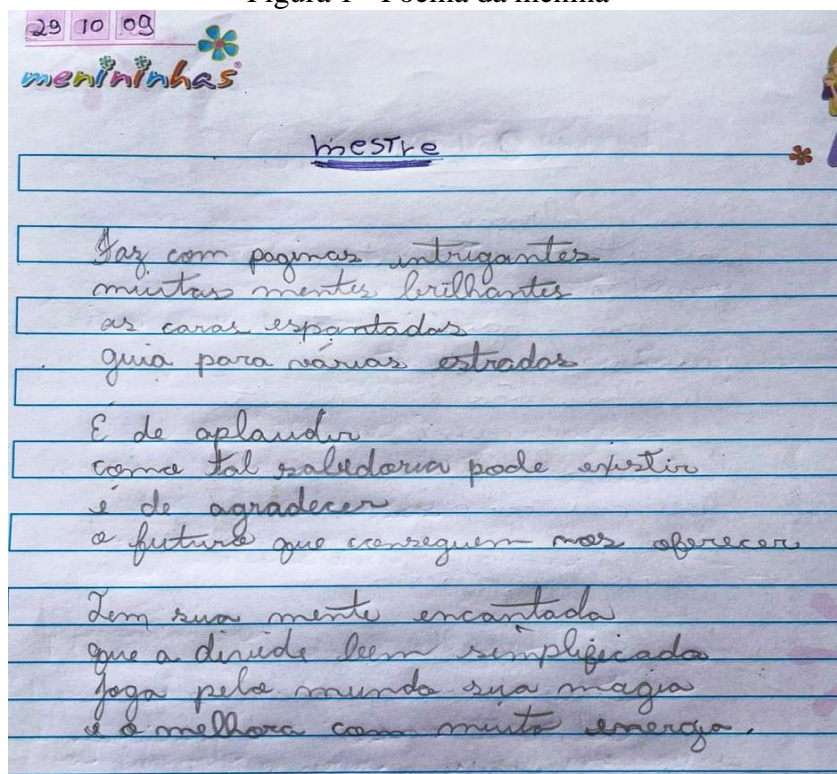 Figura 1 - Poema da menina
29 10 09
menininhas®
mestre
Faz com paginas intrigantes
muitas mentes brilhantes
as caras espantadas
guia para várias estradas
É de aplaudir
como tal sabedoria pode existir
é de agradecer
o futuro que conseguem nos oferecer
Tem sua mente encantada
que a divide bem simplificada
joga pelo mundo sua magia
e o melhora com muita energia.